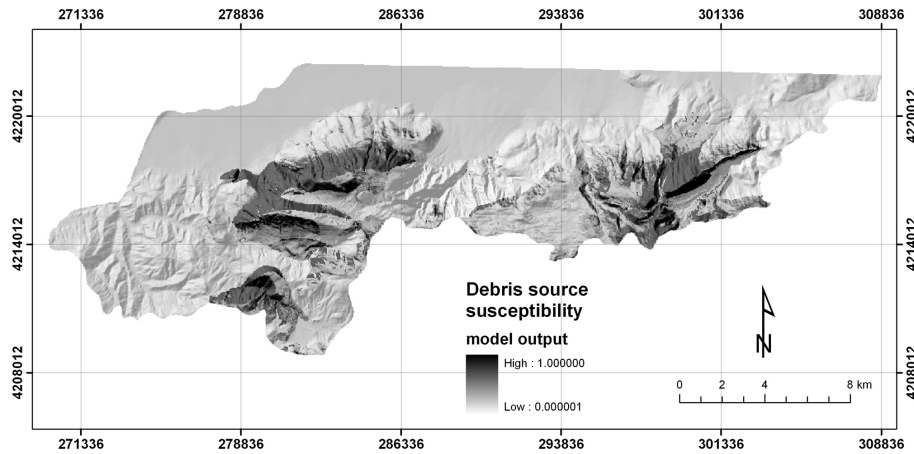 271336 278836 286336 293836 301336 308836
4220012 4220012
4214012 4214012
4208012 4208012
Debris source
susceptibility
model output
High : 1.000000
Low : 0.000001
N
0 2 4 8 km
271336 278836 286336 293836 301336 308836